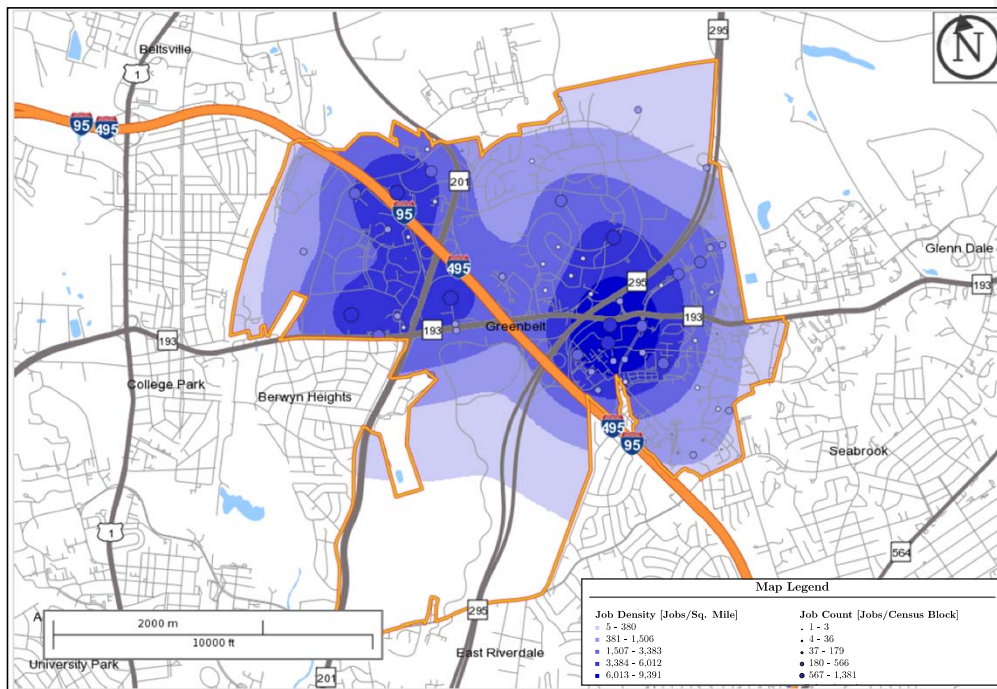 295
N
Beltsville
1
95
495
201
95
Glenn Dale
495
295
193
193
Greenbelt
193
193
College Park
Berwyn Heights
495
95
Seabrook
1
564
Map Legend
Job Density [Jobs/Sq. Mile]
5 - 380
381 - 1,506
1,507 - 3,383
3,384 - 6,012
6,013 - 9,391
Job Count [Jobs/Census Block]
1 - 3
4 - 36
37 - 179
180 - 566
567 - 1,381
295
2000 m
10000 ft
East Riverdale
University Park
201